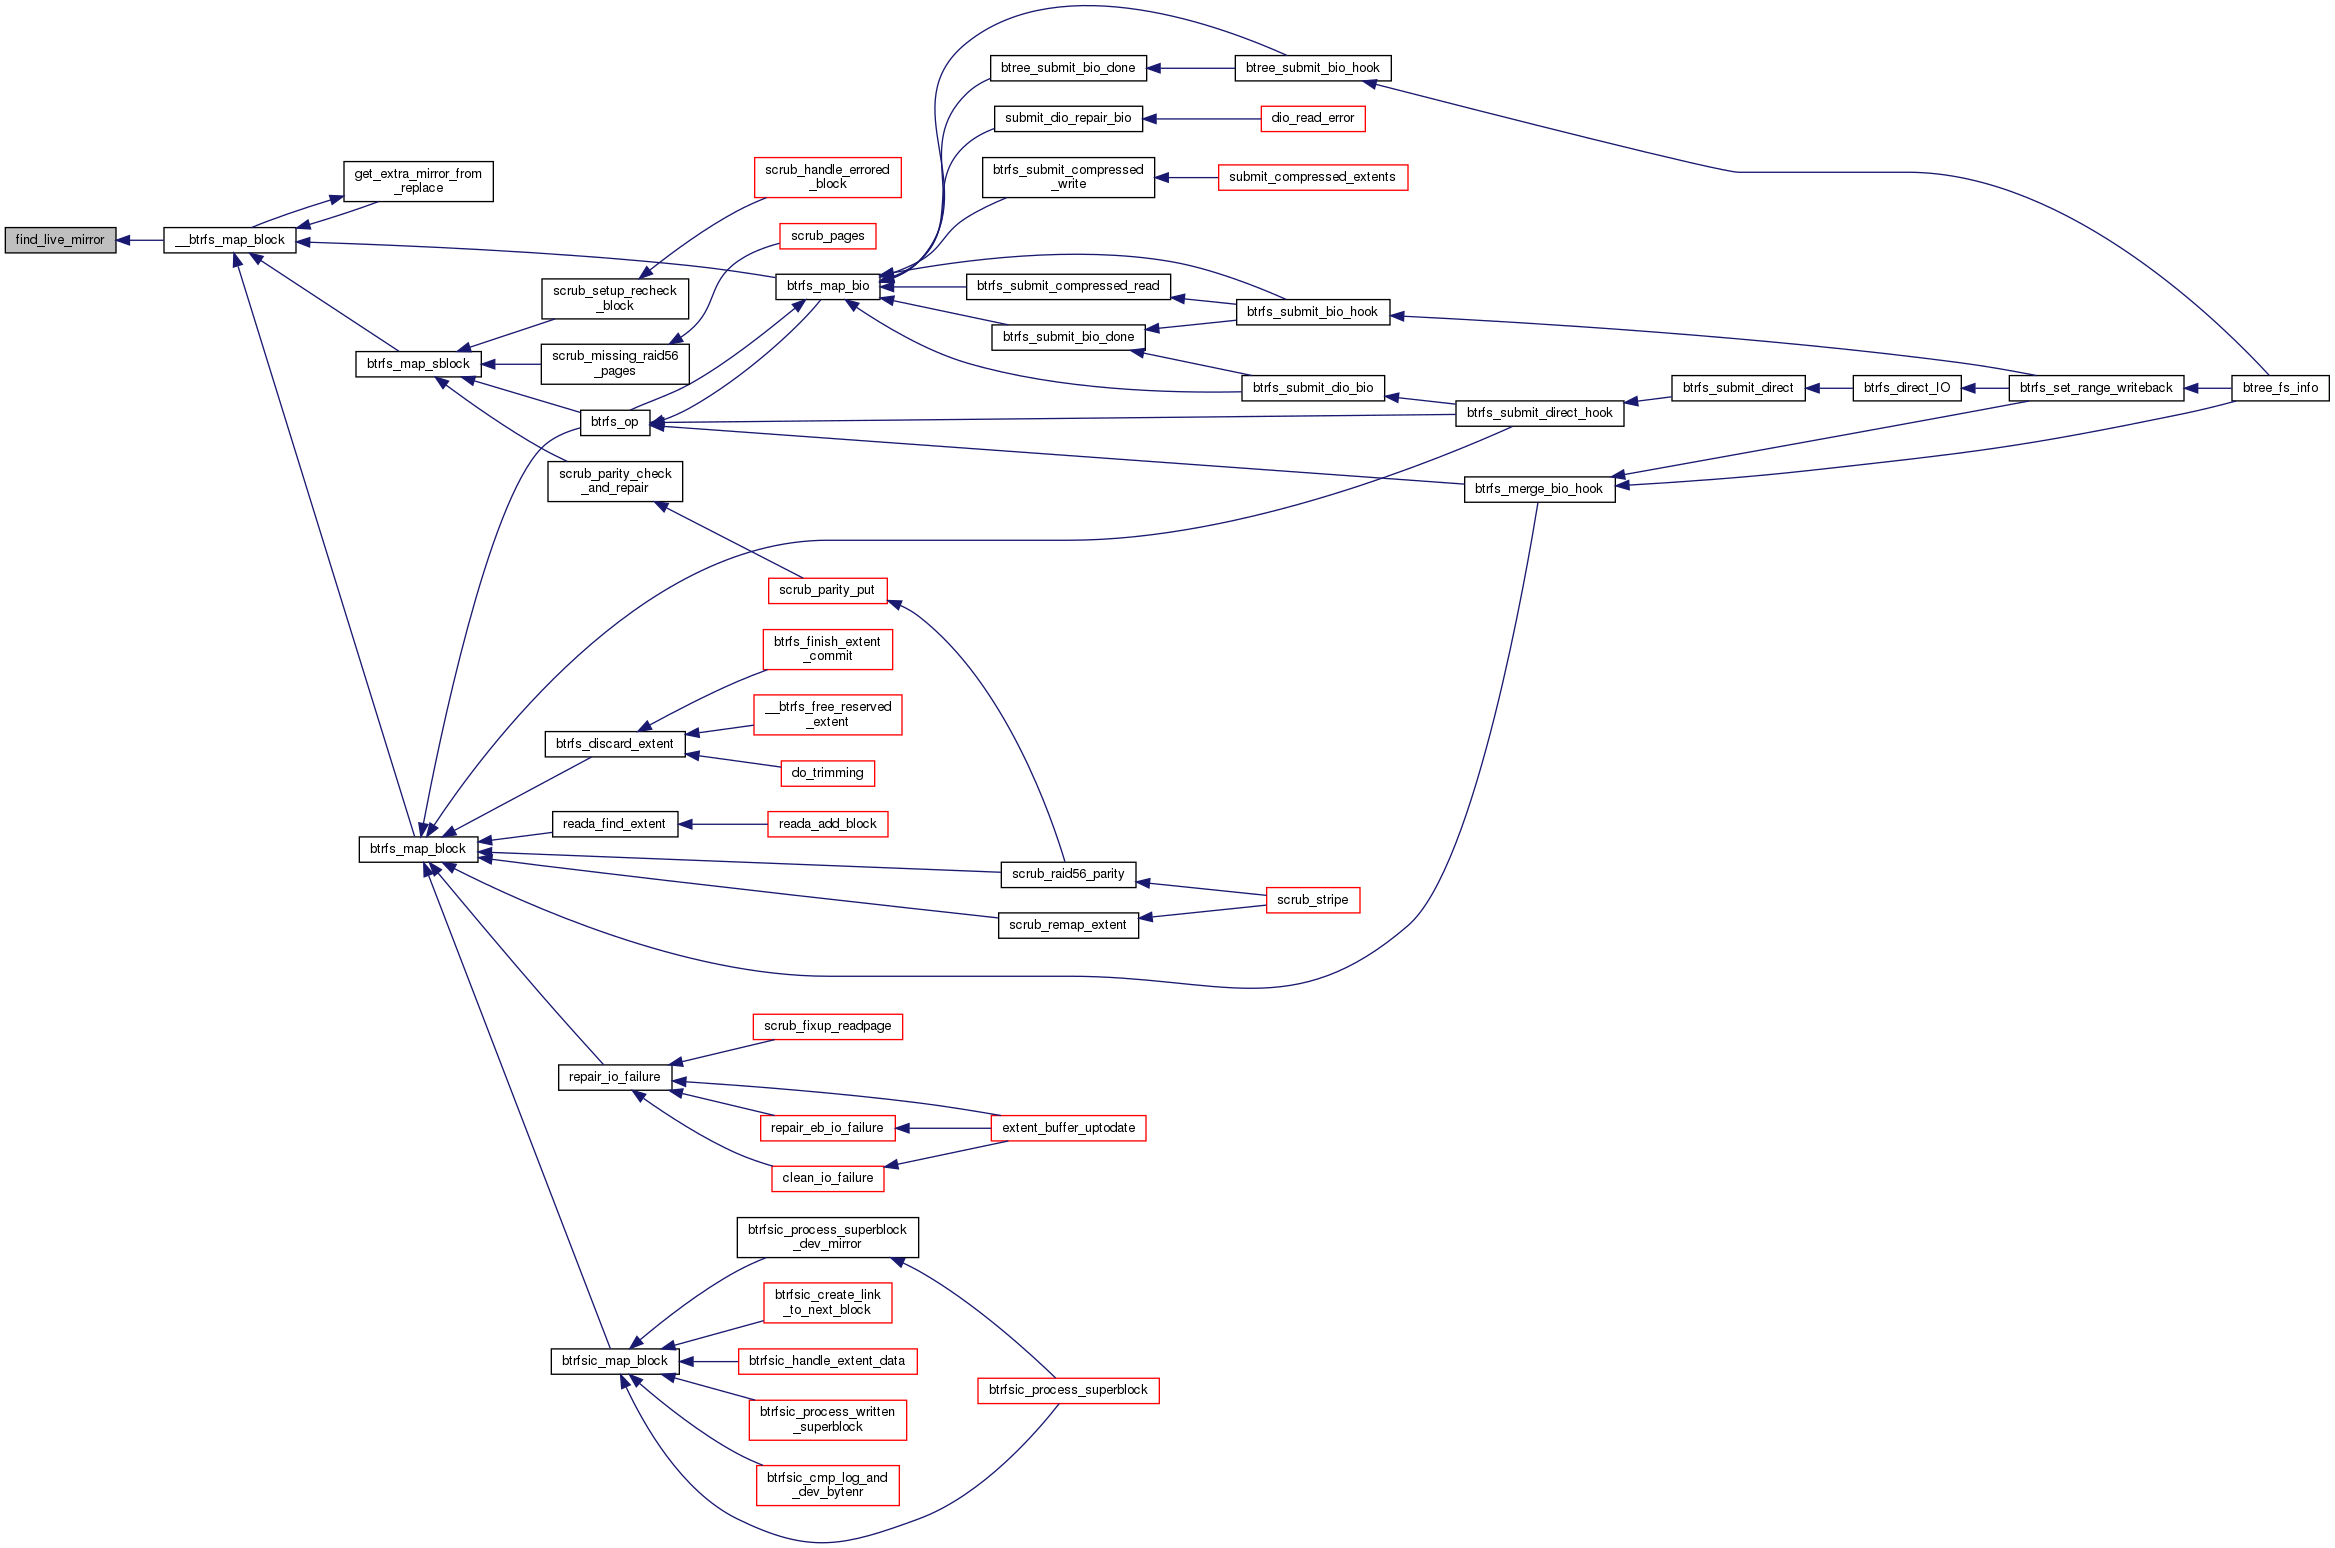 find_live_mirror
__btrfs_map_block
get_extra_mirror_from
_replace
btrfs_map_sblock
btrfs_map_block
scrub_setup_recheck
_block
scrub_missing_raid56
_pages
btrfs_op
scrub_parity_check
_and_repair
btrfs_discard_extent
reada_find_extent
repair_io_failure
btrfsic_map_block
scrub_handle_errored
_block
scrub_pages
btrfs_map_bio
scrub_parity_put
btrfs_finish_extent
_commit
__btrfs_free_reserved
_extent
do_trimming
reada_add_block
scrub_fixup_readpage
repair_eb_io_failure
clean_io_failure
btrfsic_process_superblock
_dev_mirror
btrfsic_create_link
_to_next_block
btrfsic_handle_extent_data
btrfsic_process_written
_superblock
btrfsic_cmp_log_and
_dev_bytenr
btree_submit_bio_done
submit_dio_repair_bio
btrfs_submit_compressed
_write
btrfs_submit_compressed_read
btrfs_submit_bio_done
scrub_raid56_parity
scrub_remap_extent
extent_buffer_uptodate
btrfsic_process_superblock
btree_submit_bio_hook
dio_read_error
submit_compressed_extents
btrfs_submit_bio_hook
btrfs_submit_dio_bio
scrub_stripe
btrfs_submit_direct_hook
btrfs_merge_bio_hook
btrfs_submit_direct
btrfs_direct_IO
btrfs_set_range_writeback
btree_fs_info